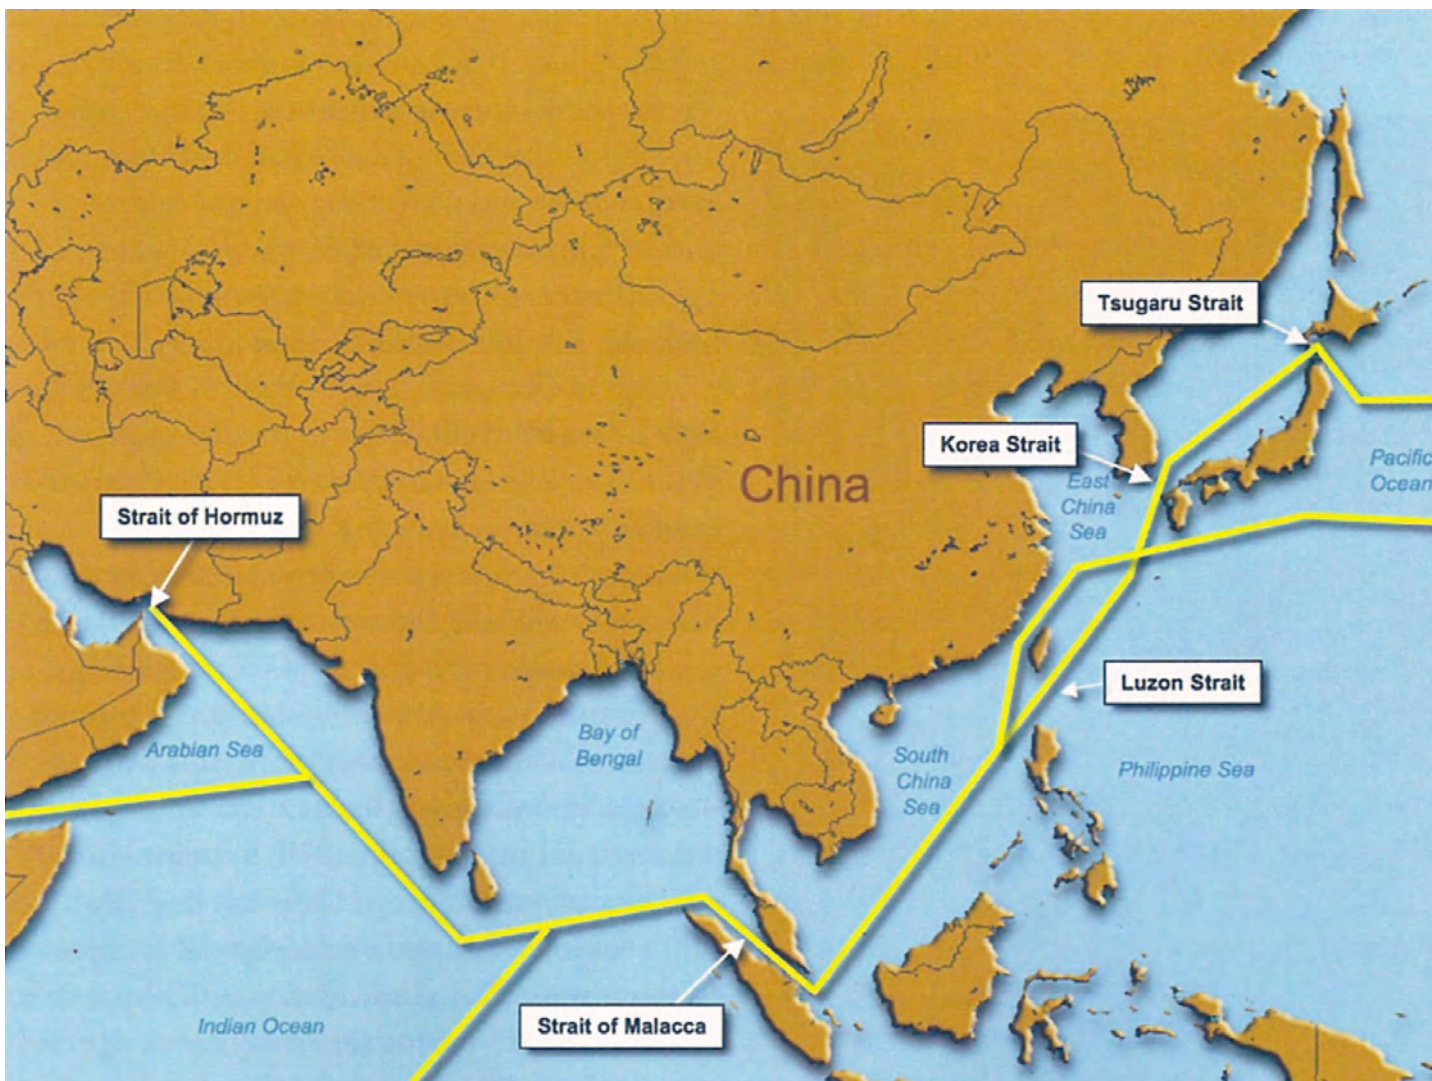 Tsugaru Strait
Korea Strait
Pacific
Ocean
East
China
Sea
China
Strait of Hormuz
Luzon Strait
Arabian Sea
Bay of
Bengal
South
China
Sea
Philippine Sea
Indian Ocean
Strait of Malacca